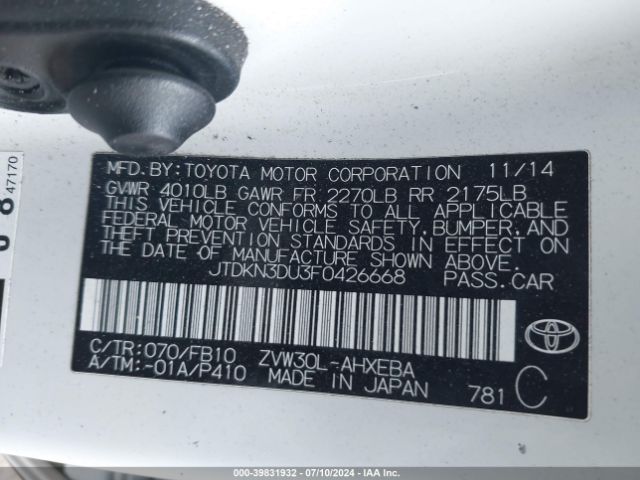 MFD. BY: TOYOTA MOTOR CORPORATION 11/14
GVWR 4010LB GAWR FR 2270LB RR 2175LB
THIS VEHICLE CONFORMS TO ALL APPLICABLE
FEDERAL MOTOR VEHICLE SAFETY, BUMPER, AND
THEFT PREVENTION STANDARDS IN EFFECT ON
THE DATE OF MANUFACTURE SHOWN ABOVE.
JTDKN3DU3F0426668 PASS. CAR
C/TR: 070/FB10 ZVW30L-AHXEBA
A/TM: -01A/P410 MADE IN JAPAN 781 C
TOYOTA
8 47170
000-39831932 - 07/10/2024 - IAA Inc.